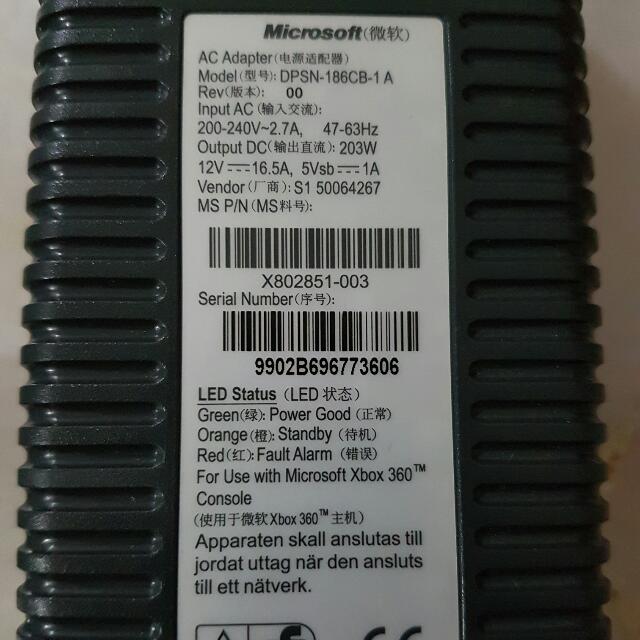 Microsoft(微软)
AC Adapter(电源适配器)
Model(型号): DPSN-186CB-1 A
Rev(版本): 00
Input AC (输入交流):
200-240V~2.7A, 47-63Hz
Output DC(输出直流): 203W
12V⎓16.5A, 5Vsb⎓1A
Vendor (厂商): S1 50064267
MS P/N (MS料号):
X802851-003
Serial Number(序号):
9902B696773606
LED Status (LED 状态)
Green(绿): Power Good (正常)
Orange(橙): Standby (待机)
Red(红): Fault Alarm (错误)
For Use with Microsoft Xbox 360™
Console
(使用于微软Xbox 360™主机)
Apparaten skall anslutas till
jordat uttag när den ansluts
till ett nätverk.